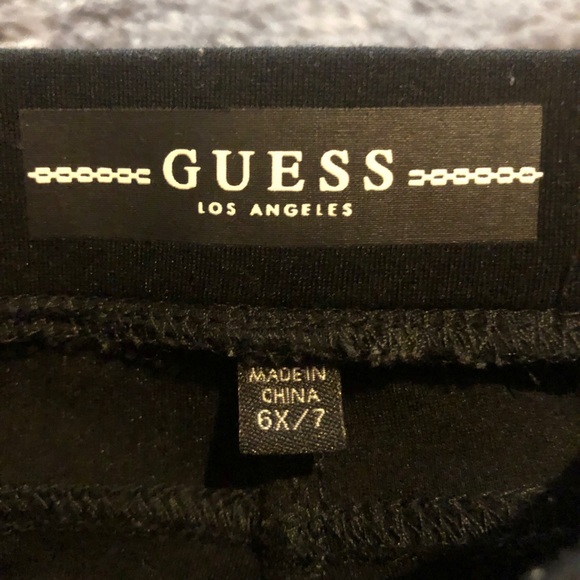 GUESS
LOS ANGELES
MADE IN
CHINA
6X/7